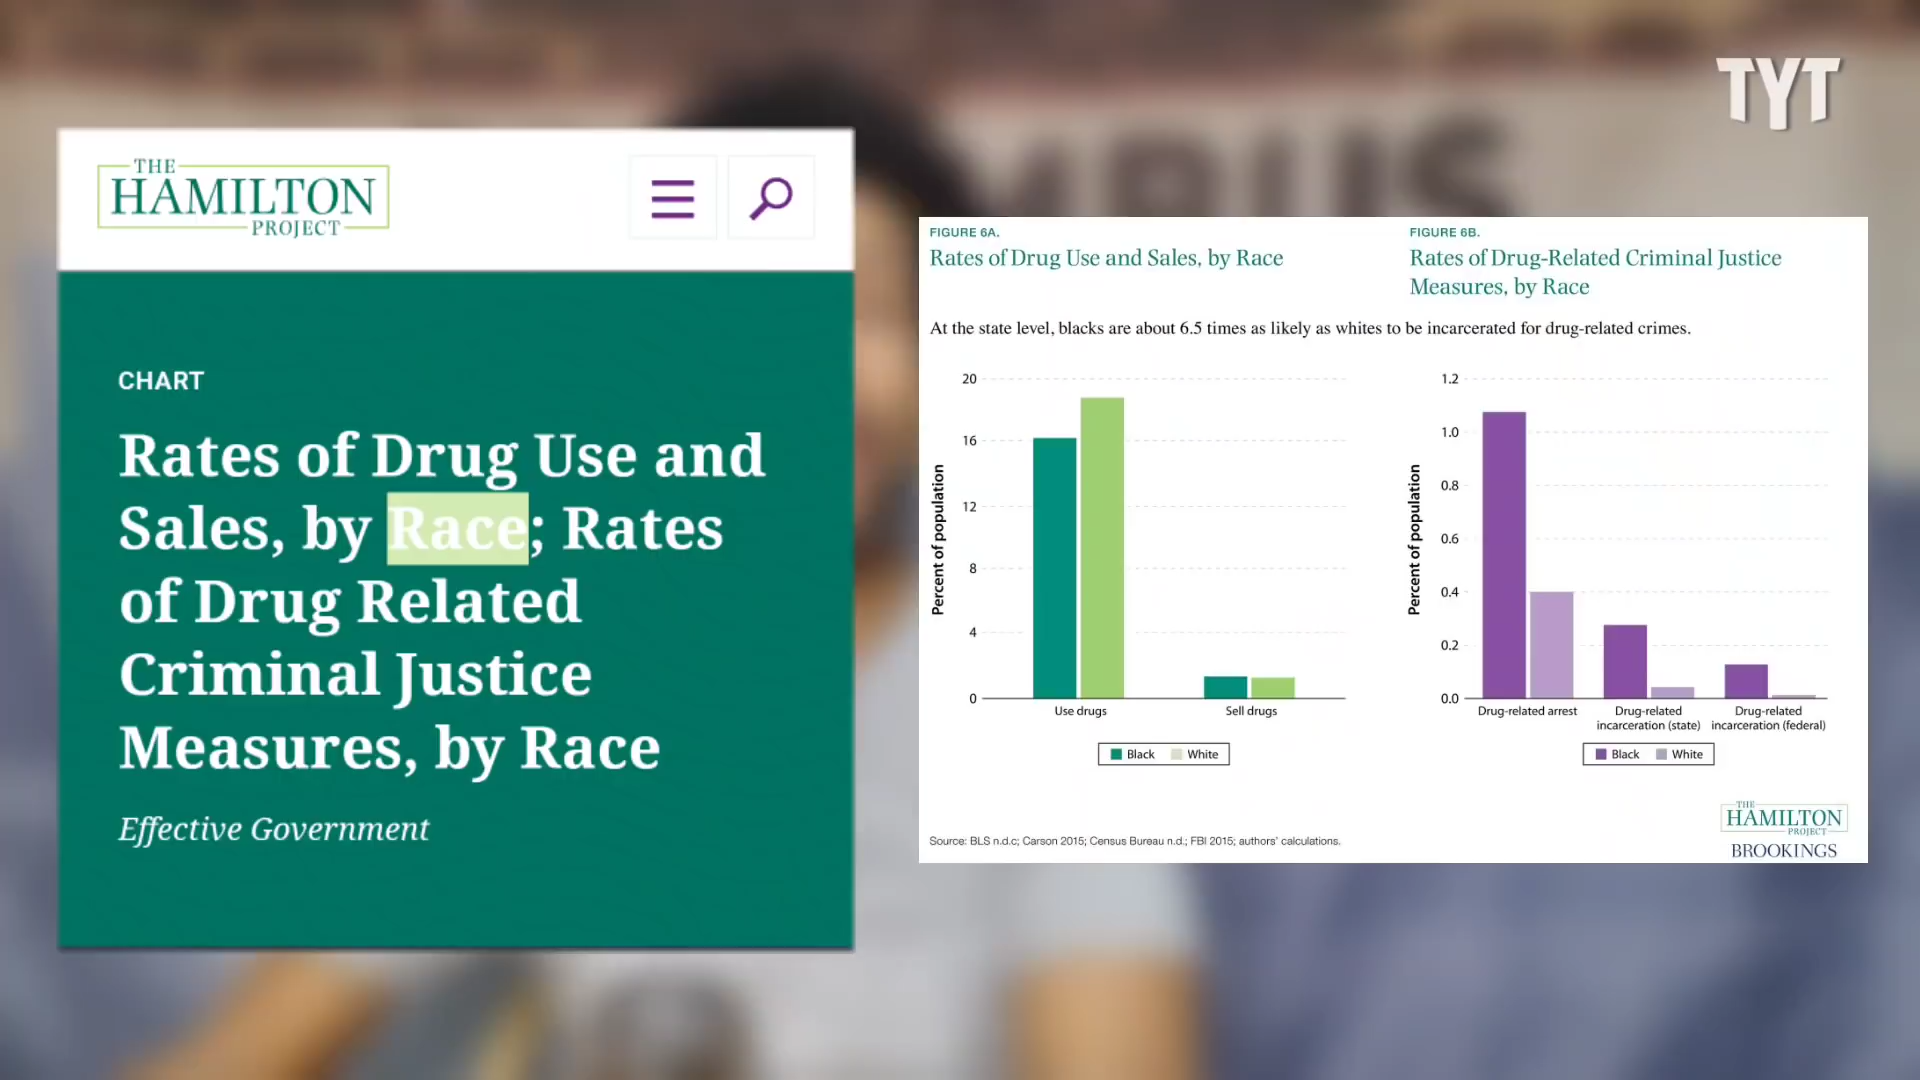 TYT
THE
HAMILTON
PROJECT
CHART
Rates of Drug Use and
Sales, by Race; Rates
of Drug Related
Criminal Justice
Measures, by Race
Effective Government
FIGURE 6A.
Rates of Drug Use and Sales, by Race
FIGURE 6B.
Rates of Drug-Related Criminal Justice
Measures, by Race
At the state level, blacks are about 6.5 times as likely as whites to be incarcerated for drug-related crimes.
Percent of population
20
16
12
8
4
0
Use drugs
Sell drugs
Black White
Percent of population
1.2
1.0
0.8
0.6
0.4
0.2
0.0
Drug-related arrest
Drug-related
incarceration (state)
Drug-related
incarceration (federal)
Black White
Source: BLS n.d.c; Carson 2015; Census Bureau n.d.; FBI 2015; authors' calculations.
THE
HAMILTON
PROJECT
BROOKINGS